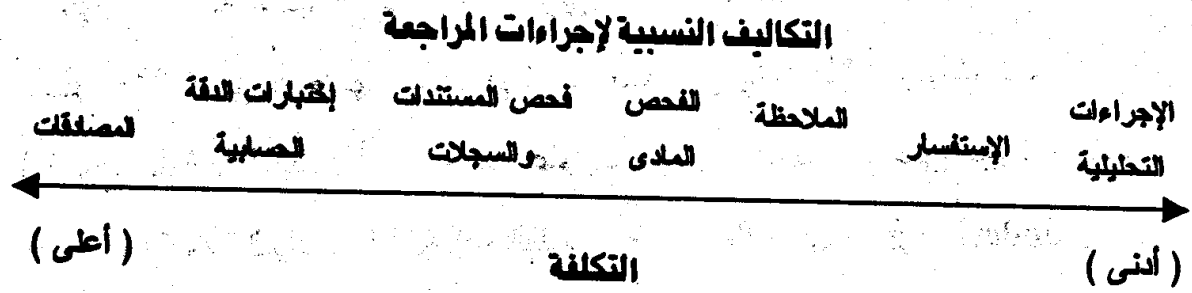 التكاليف النسبية لإجراءات المراجعة
الإجراءات التحليلية
الإستفسار
الملاحظة
الفحص المادى
فحص المستندات والسجلات
إختبارات الدقة الحسابية
المصادقات
( أدنى )
التكلفة
( أعلى )